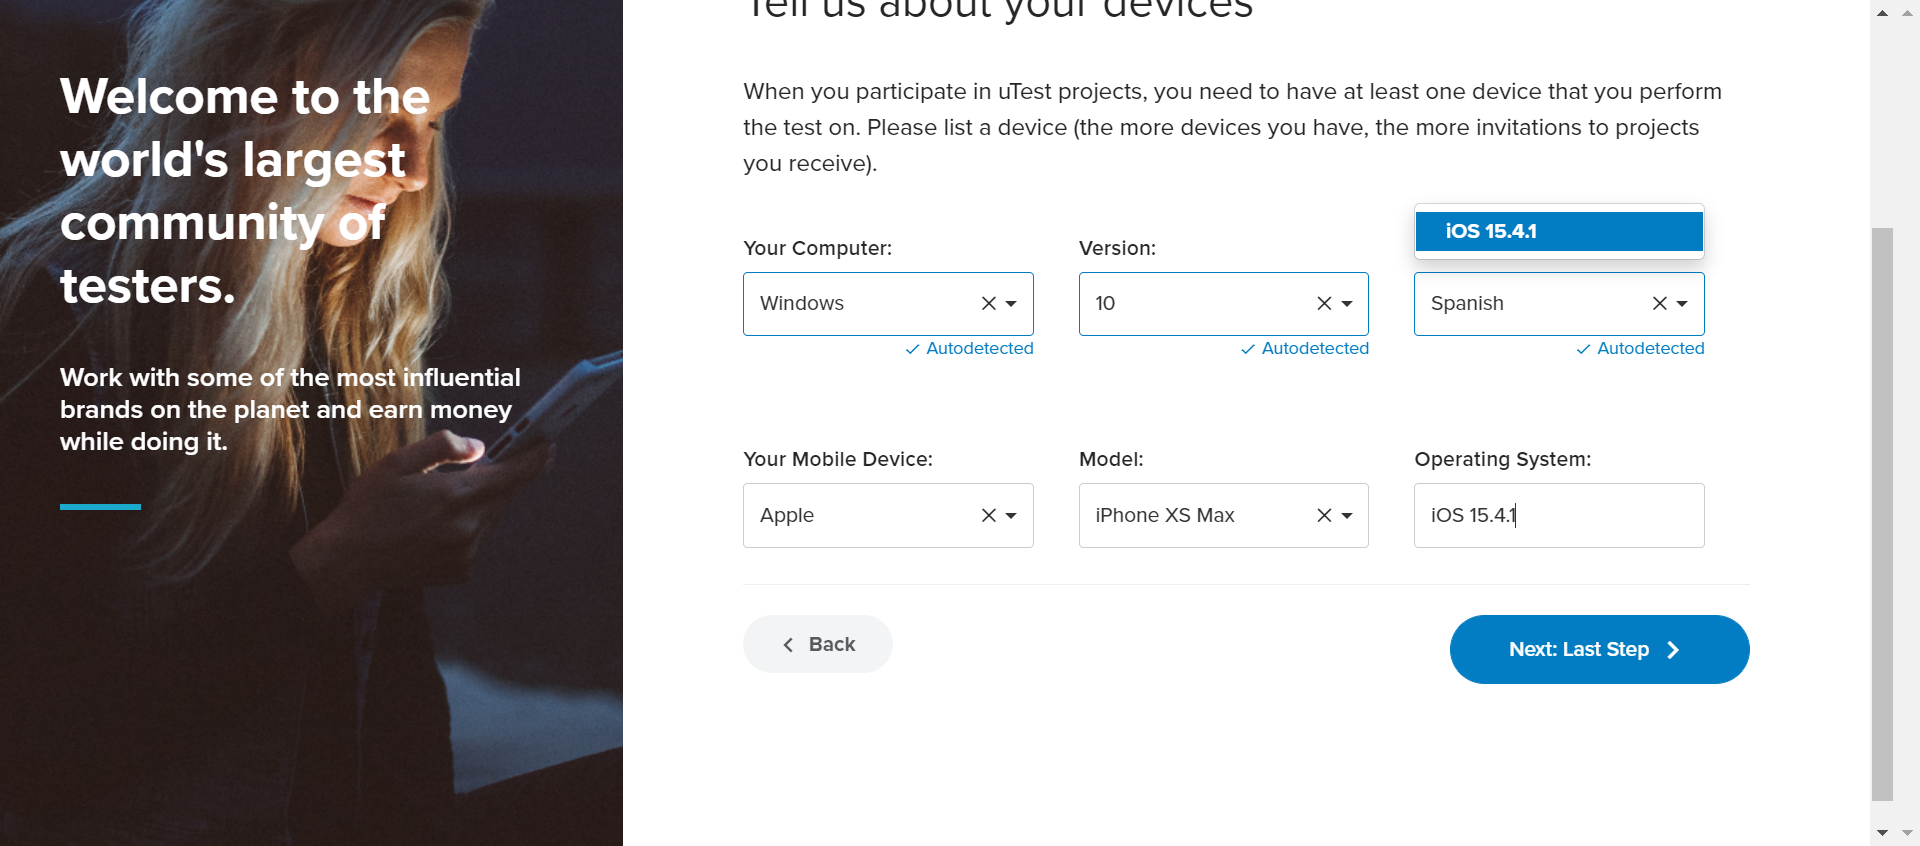 Tell us about your devices
Welcome to the
world's largest
community of
testers.
Work with some of the most influential
brands on the planet and earn money
while doing it.
When you participate in uTest projects, you need to have at least one device that you perform
the test on. Please list a device (the more devices you have, the more invitations to projects
you receive).
iOS 15.4.1
Your Computer: Version:
Windows 10 Spanish
Autodetected Autodetected Autodetected
Your Mobile Device: Model: Operating System:
Apple iPhone XS Max iOS 15.4.1
Back Next: Last Step